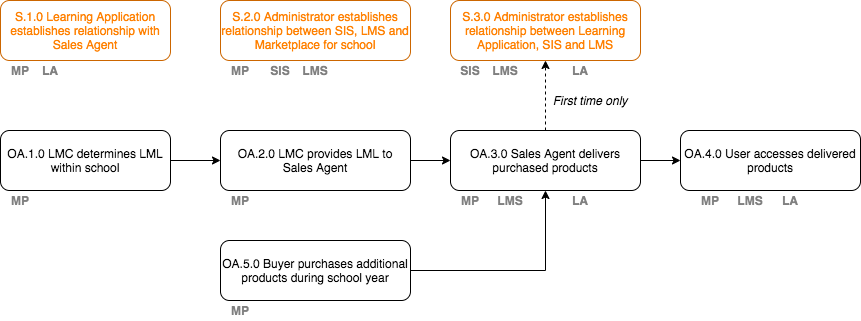 S.1.0 Learning Application
establishes relationship with
Sales Agent
MP LA
S.2.0 Administrator establishes
relationship between SIS, LMS and
Marketplace for school
MP SIS LMS
S.3.0 Administrator establishes
relationship between Learning
Application, SIS and LMS
SIS LMS LA
First time only
OA.1.0 LMC determines LML
within school
MP
OA.2.0 LMC provides LML to
Sales Agent
MP
OA.3.0 Sales Agent delivers
purchased products
MP LMS LA
OA.4.0 User accesses delivered
products
MP LMS LA
OA.5.0 Buyer purchases additional
products during school year
MP